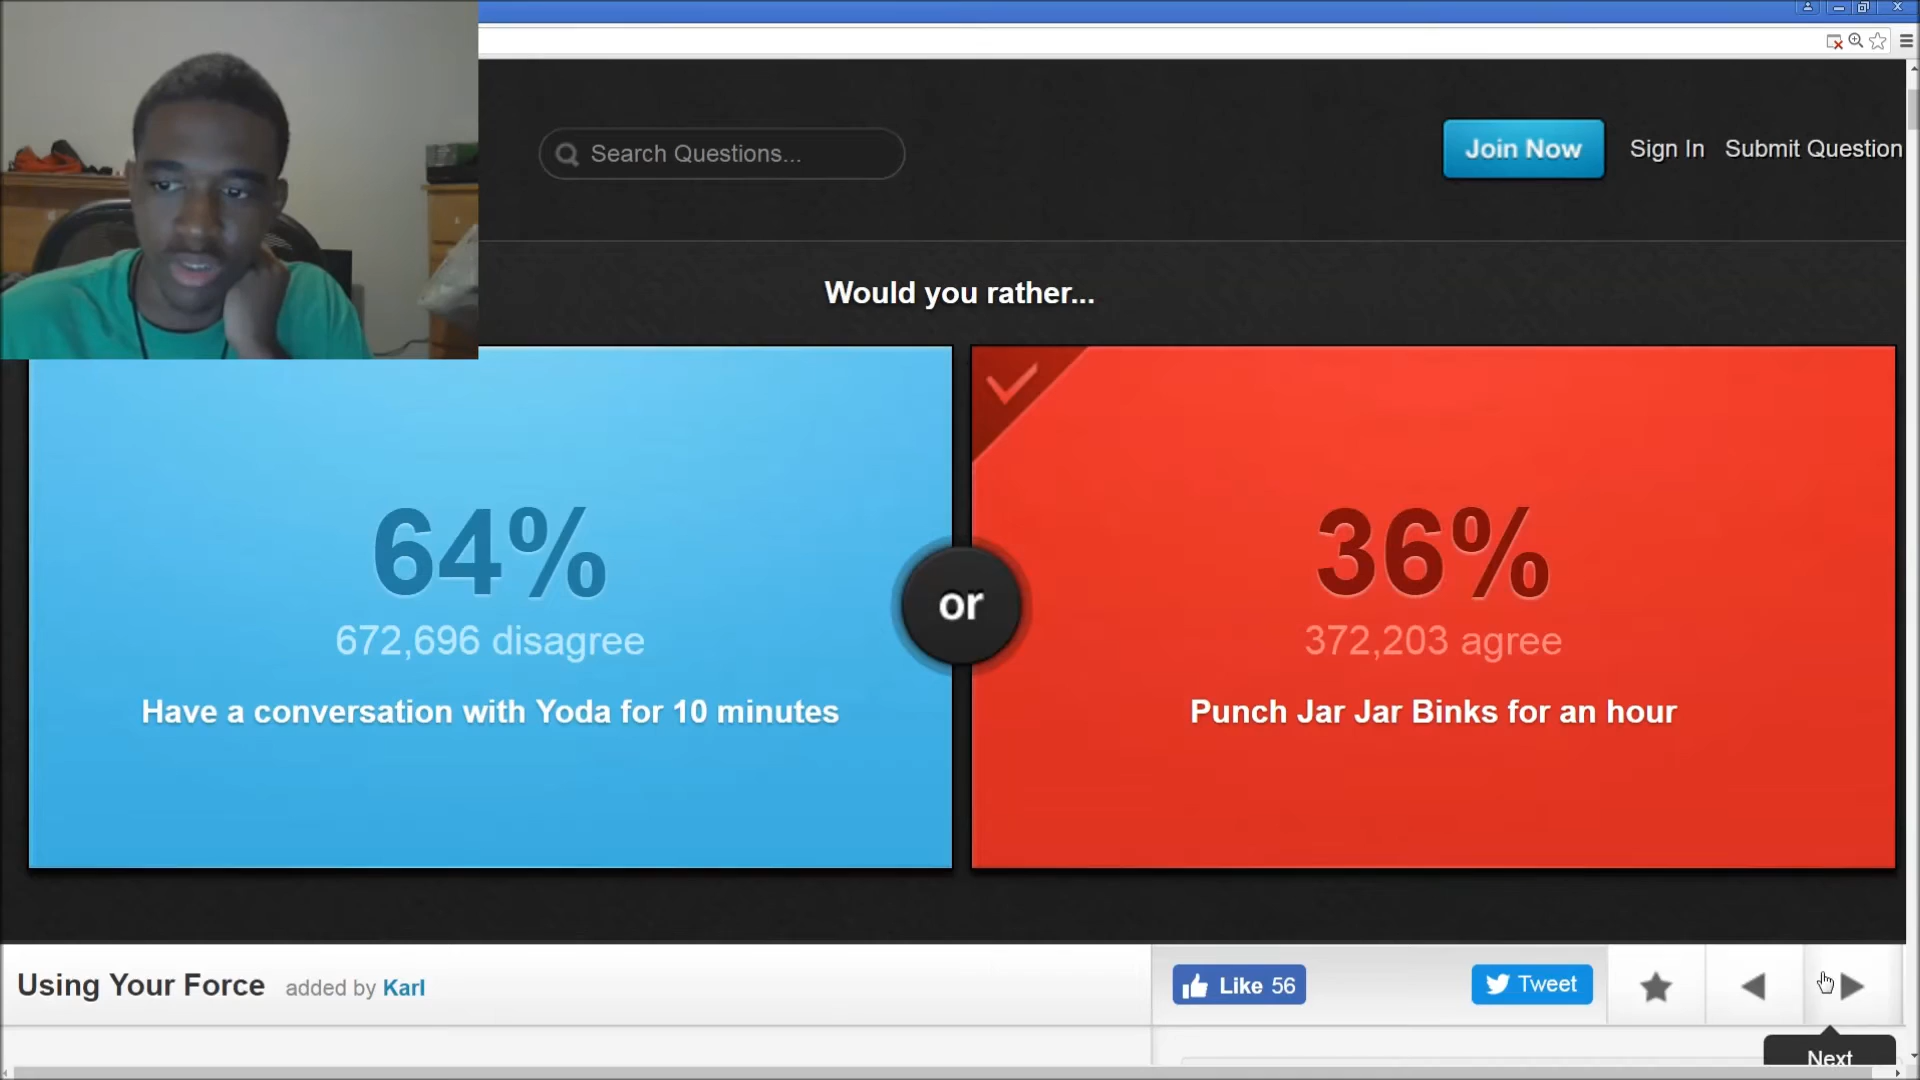 Search Questions...
Join Now
Sign In
Submit Question
Would you rather...
64%
672,696 disagree
Have a conversation with Yoda for 10 minutes
or
36%
372,203 agree
Punch Jar Jar Binks for an hour
Using Your Force added by Karl
Like 56
Tweet
Next